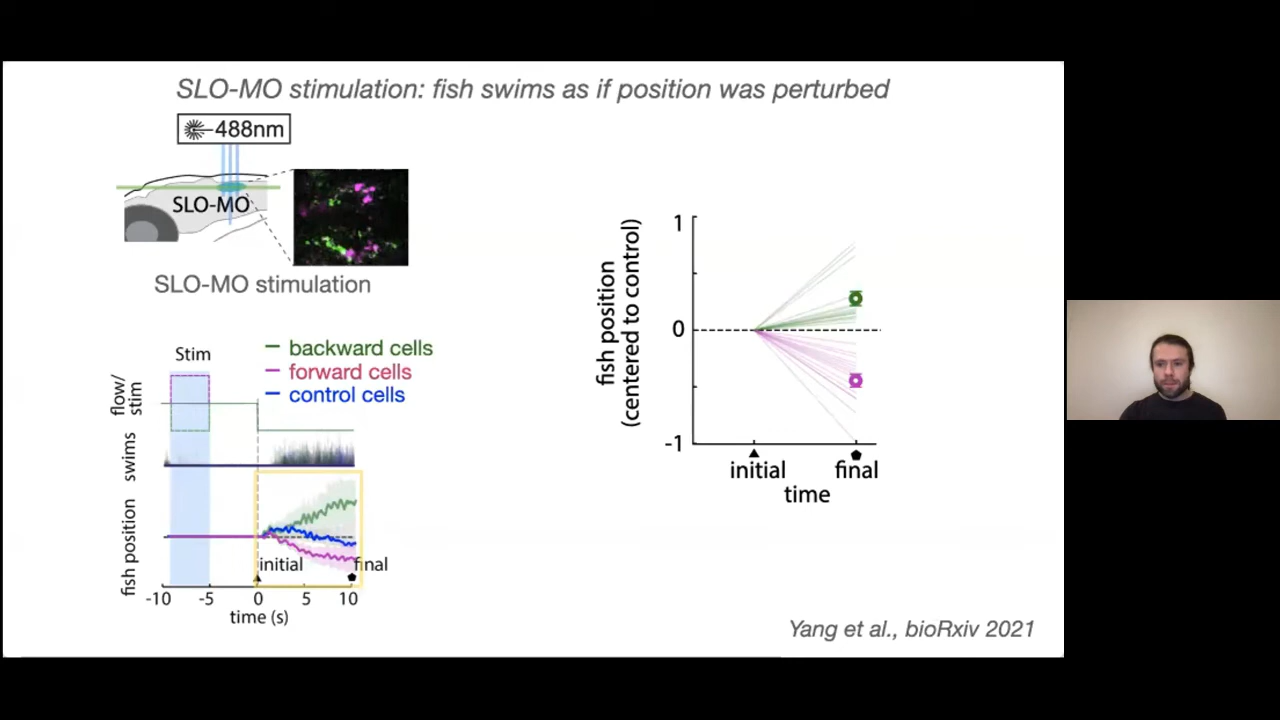 SLO-MO stimulation: fish swims as if position was perturbed
488nm
SLO-MO
SLO-MO stimulation
Stim
backward cells
forward cells
control cells
flow/
stim
swims
fish position
initial
final
-10 -5 0 5 10
time (s)
fish position
(centered to control)
1
0
-1
initial final
time
Yang et al., bioRxiv 2021